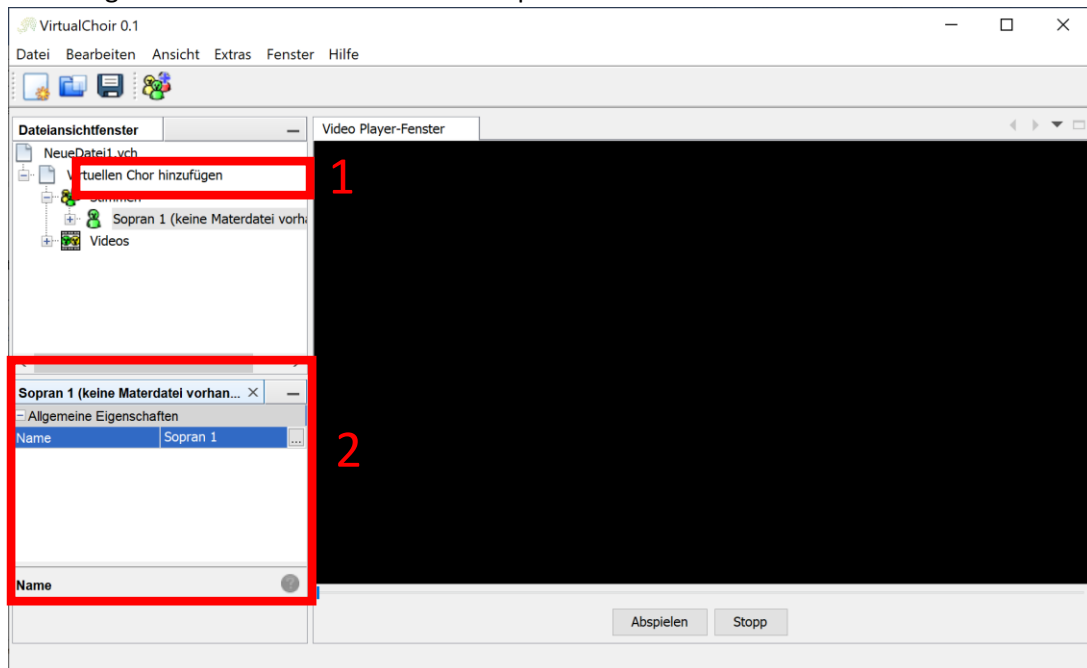 VirtualChoir 0.1
Datei Bearbeiten Ansicht Extras Fenster Hilfe
Dateiansichtfenster
Video Player-Fenster
NeueDatei1.vch
Virtuellen Chor hinzufügen
1
Stimmen
Sopran 1 (keine Materdatei vorha
Videos
Sopran 1 (keine Materdatei vorhan...
Allgemeine Eigenschaften
Name Sopran 1 ...
2
Name
Abspielen Stopp